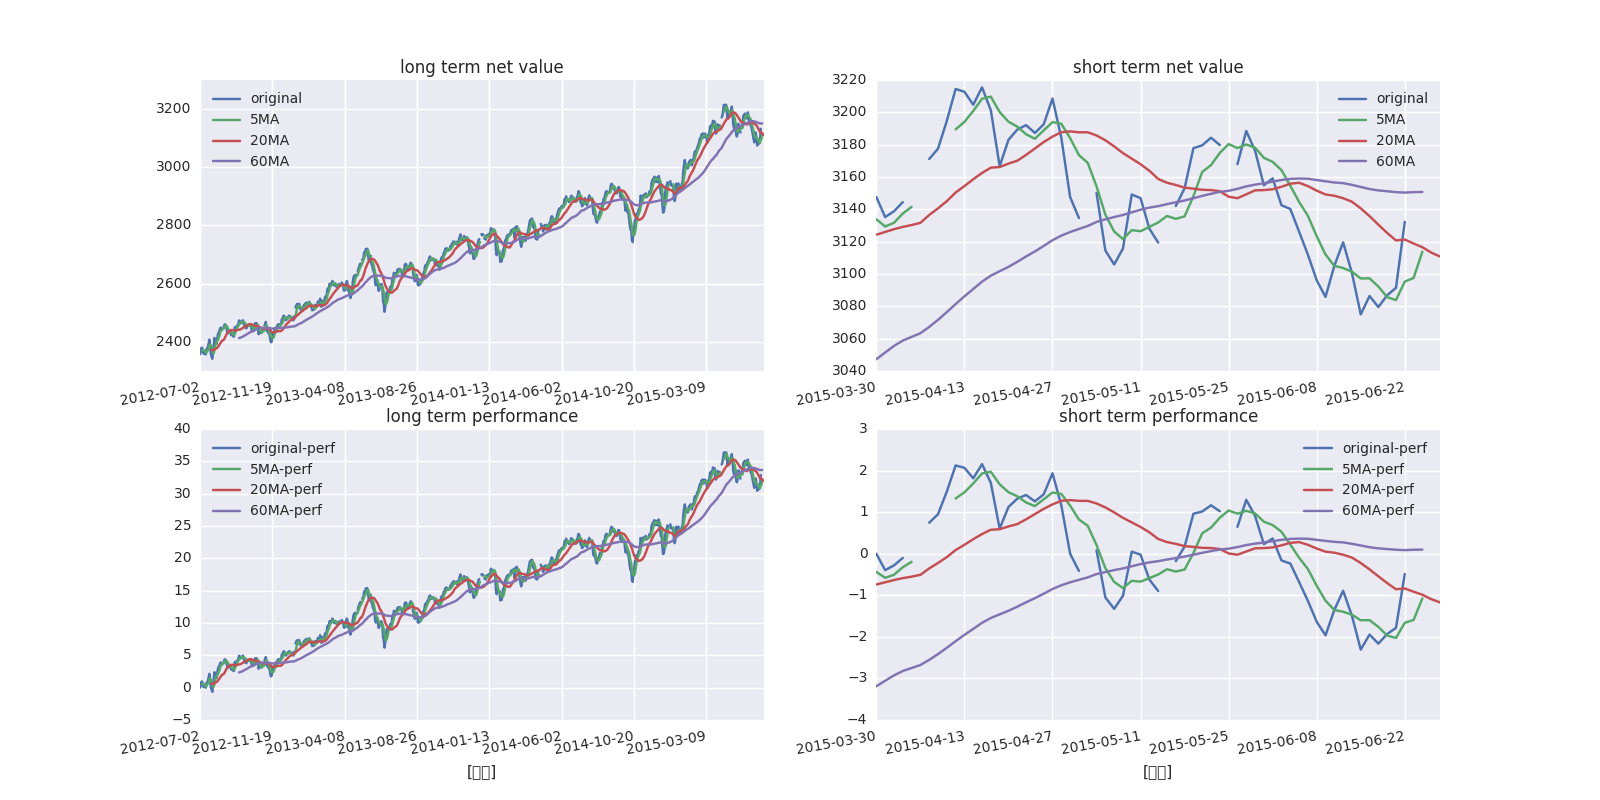 long term net value
original
5MA
20MA
60MA
3200
3000
2800
2600
2400
2012-07-02 2012-11-19 2013-04-08 2013-08-26 2014-01-13 2014-06-02 2014-10-20 2015-03-09
short term net value
original
5MA
20MA
60MA
3220
3200
3180
3160
3140
3120
3100
3080
3060
3040
2015-03-30 2015-04-13 2015-04-27 2015-05-11 2015-05-25 2015-06-08 2015-06-22
long term performance
original-perf
5MA-perf
20MA-perf
60MA-perf
40
35
30
25
20
15
10
5
0
−5
2012-07-02 2012-11-19 2013-04-08 2013-08-26 2014-01-13 2014-06-02 2014-10-20 2015-03-09
short term performance
original-perf
5MA-perf
20MA-perf
60MA-perf
3
2
1
0
−1
−2
−3
−4
2015-03-30 2015-04-13 2015-04-27 2015-05-11 2015-05-25 2015-06-08 2015-06-22